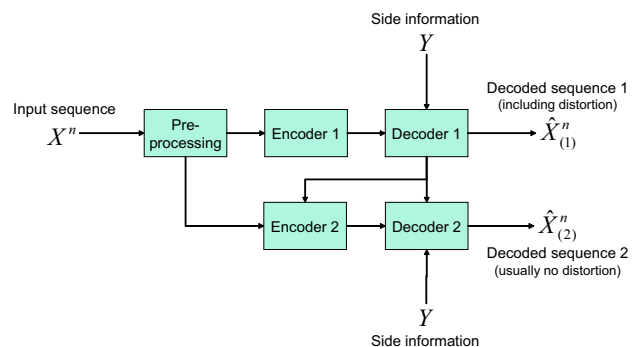 Side information
Y
Decoded sequence 1
(including distortion)
Input sequence
X^n
Pre-
processing
Encoder 1
Decoder 1
X̂^n_(1)
Encoder 2
Decoder 2
X̂^n_(2)
Decoded sequence 2
(usually no distortion)
Y
Side information